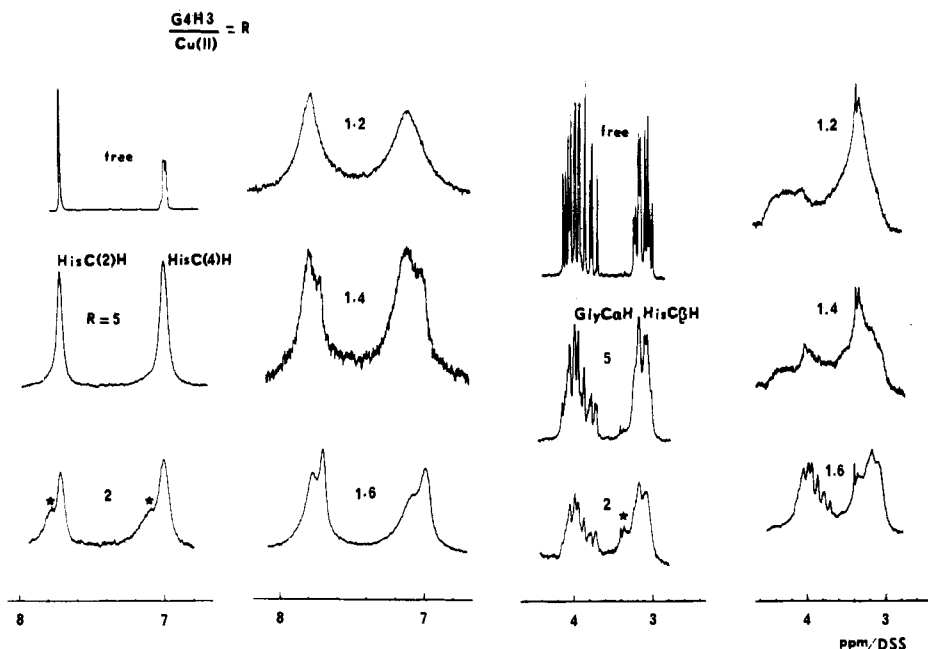 G4H3
Cu(II) = R
free
1.2
free
1.2
HisC(2)H HisC(4)H
R=5
1.4
GlyCαH HisCβH
5
1.4
*
2
*
1.6
2
*
1.6
8 7
8 7
4 3
4 3
ppm/DSS